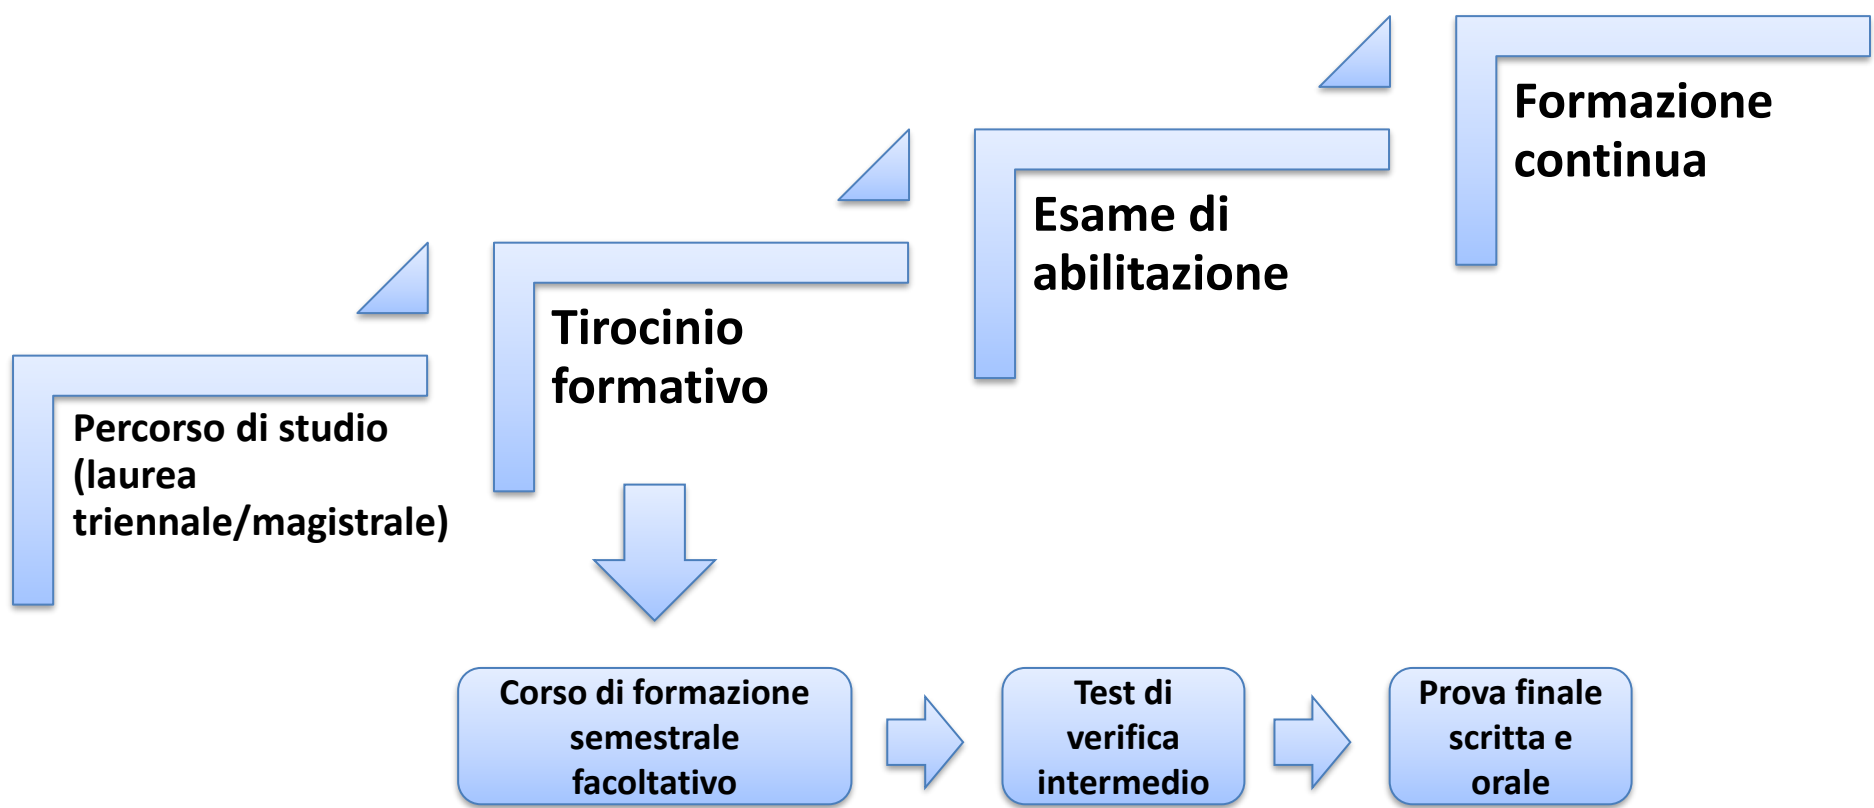 Percorso di studio
(laurea
triennale/magistrale)
Tirocinio
formativo
Esame di
abilitazione
Formazione
continua
Corso di formazione
semestrale
facoltativo
Test di
verifica
intermedio
Prova finale
scritta e
orale